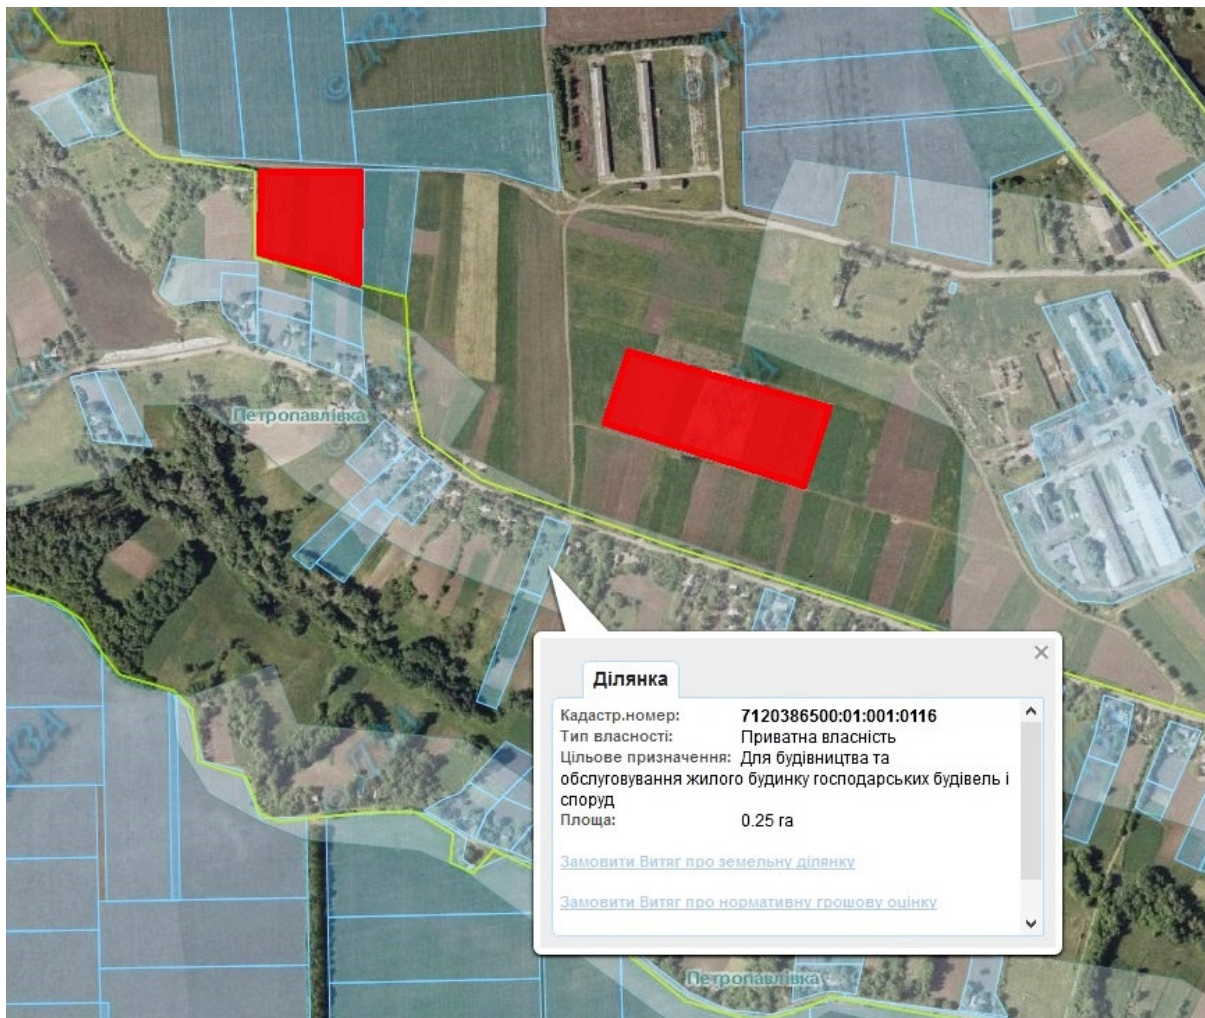 © ДЗА
Петропавлівка
Ділянка
Кадастр.номер: 7120386500:01:001:0116
Тип власності: Приватна власність
Цільове призначення: Для будівництва та
обслуговування жилого будинку господарських будівель і
споруд
Площа: 0.25 га
Замовити Витяг про земельну ділянку
Замовити Витяг про нормативну грошову оцінку
Петропавлівка